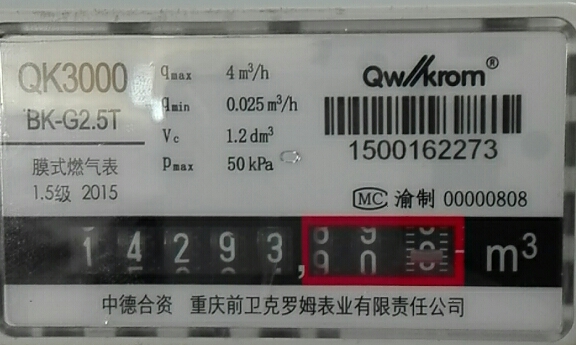 QK3000
BK-G2.5T
膜式燃气表
1.5级 2015
qmax 4 m³/h
qmin 0.025 m³/h
Vc 1.2 dm³
Pmax 50 kPa
Qwkrom®
1500162273
MC 渝制 00000808
14293, m³
中德合资 重庆前卫克罗姆表业有限责任公司